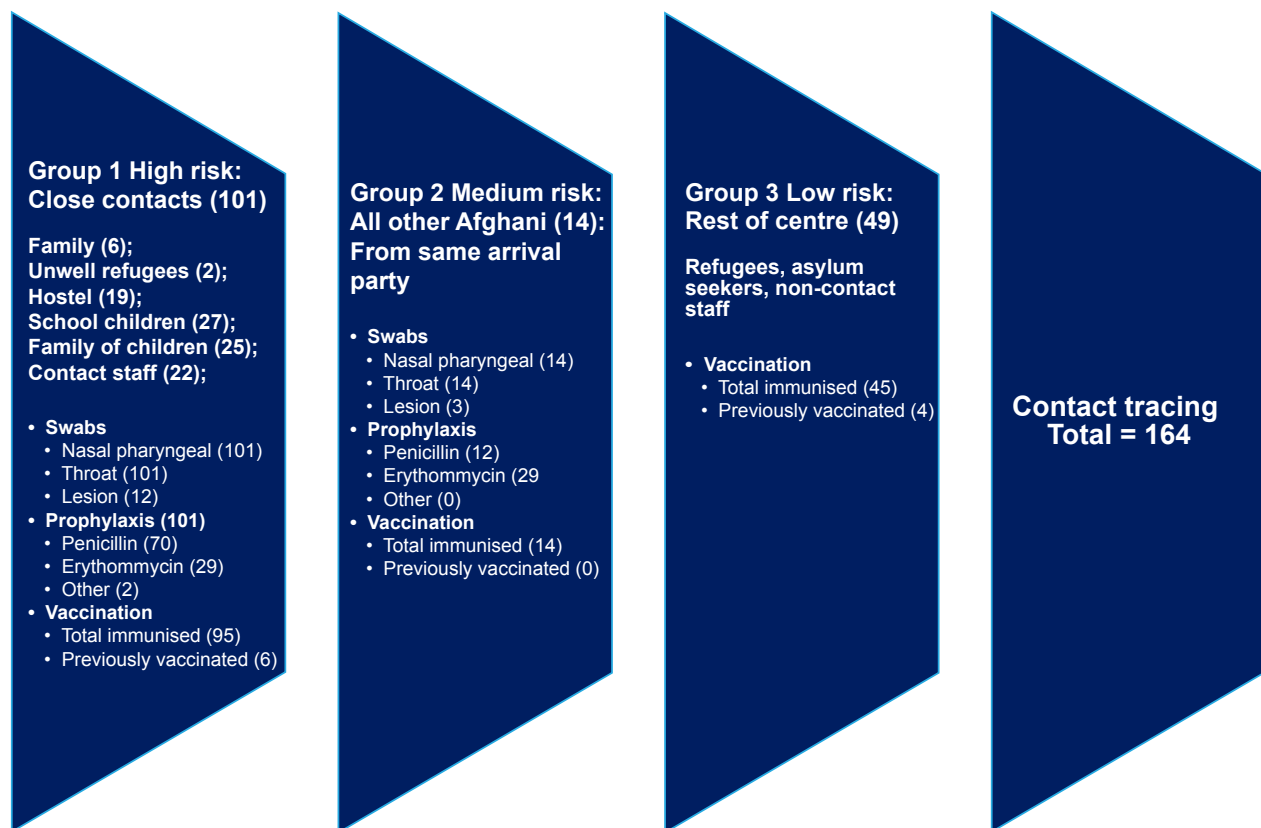 Group 1 High risk:
Close contacts (101)
Family (6);
Unwell refugees (2);
Hostel (19);
School children (27);
Family of children (25);
Contact staff (22);
• Swabs
• Nasal pharyngeal (101)
• Throat (101)
• Lesion (12)
• Prophylaxis (101)
• Penicillin (70)
• Erythommycin (29)
• Other (2)
• Vaccination
• Total immunised (95)
• Previously vaccinated (6)
Group 2 Medium risk:
All other Afghani (14):
From same arrival
party
• Swabs
• Nasal pharyngeal (14)
• Throat (14)
• Lesion (3)
• Prophylaxis
• Penicillin (12)
• Erythommycin (29
• Other (0)
• Vaccination
• Total immunised (14)
• Previously vaccinated (0)
Group 3 Low risk:
Rest of centre (49)
Refugees, asylum
seekers, non-contact
staff
• Vaccination
• Total immunised (45)
• Previously vaccinated (4)
Contact tracing
Total = 164